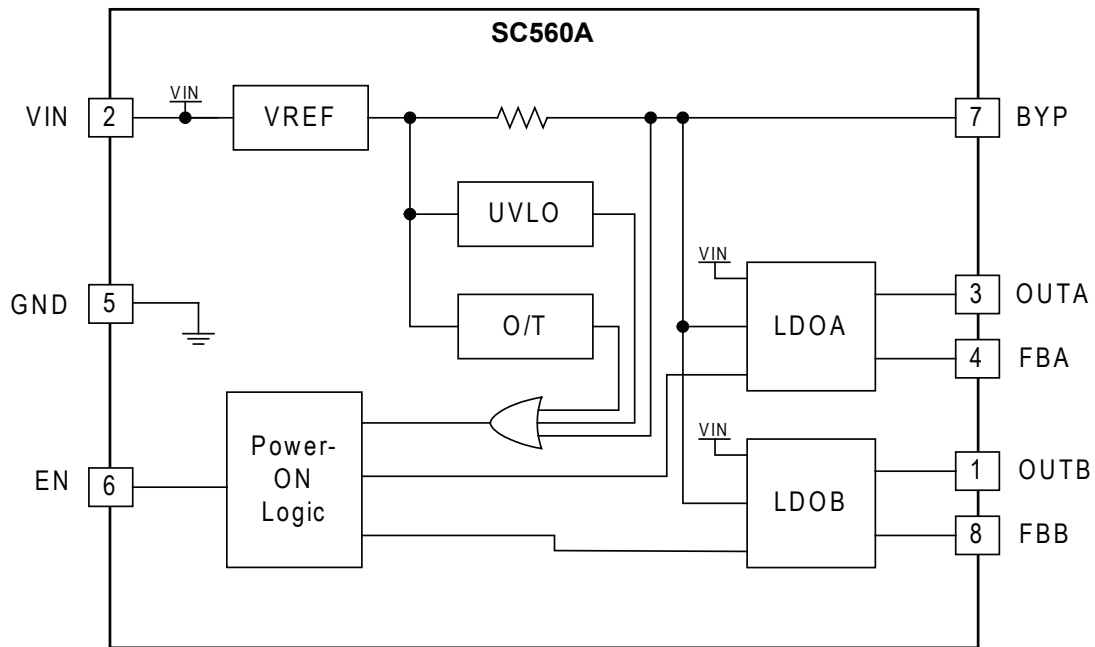 SC560A
VIN
2
VIN
VREF
7
BYP
UVLO
VIN
GND
5
O/T
LDOA
3
OUTA
4
FBA
VIN
EN
6
Power-
ON
Logic
LDOB
1
OUTB
8
FBB